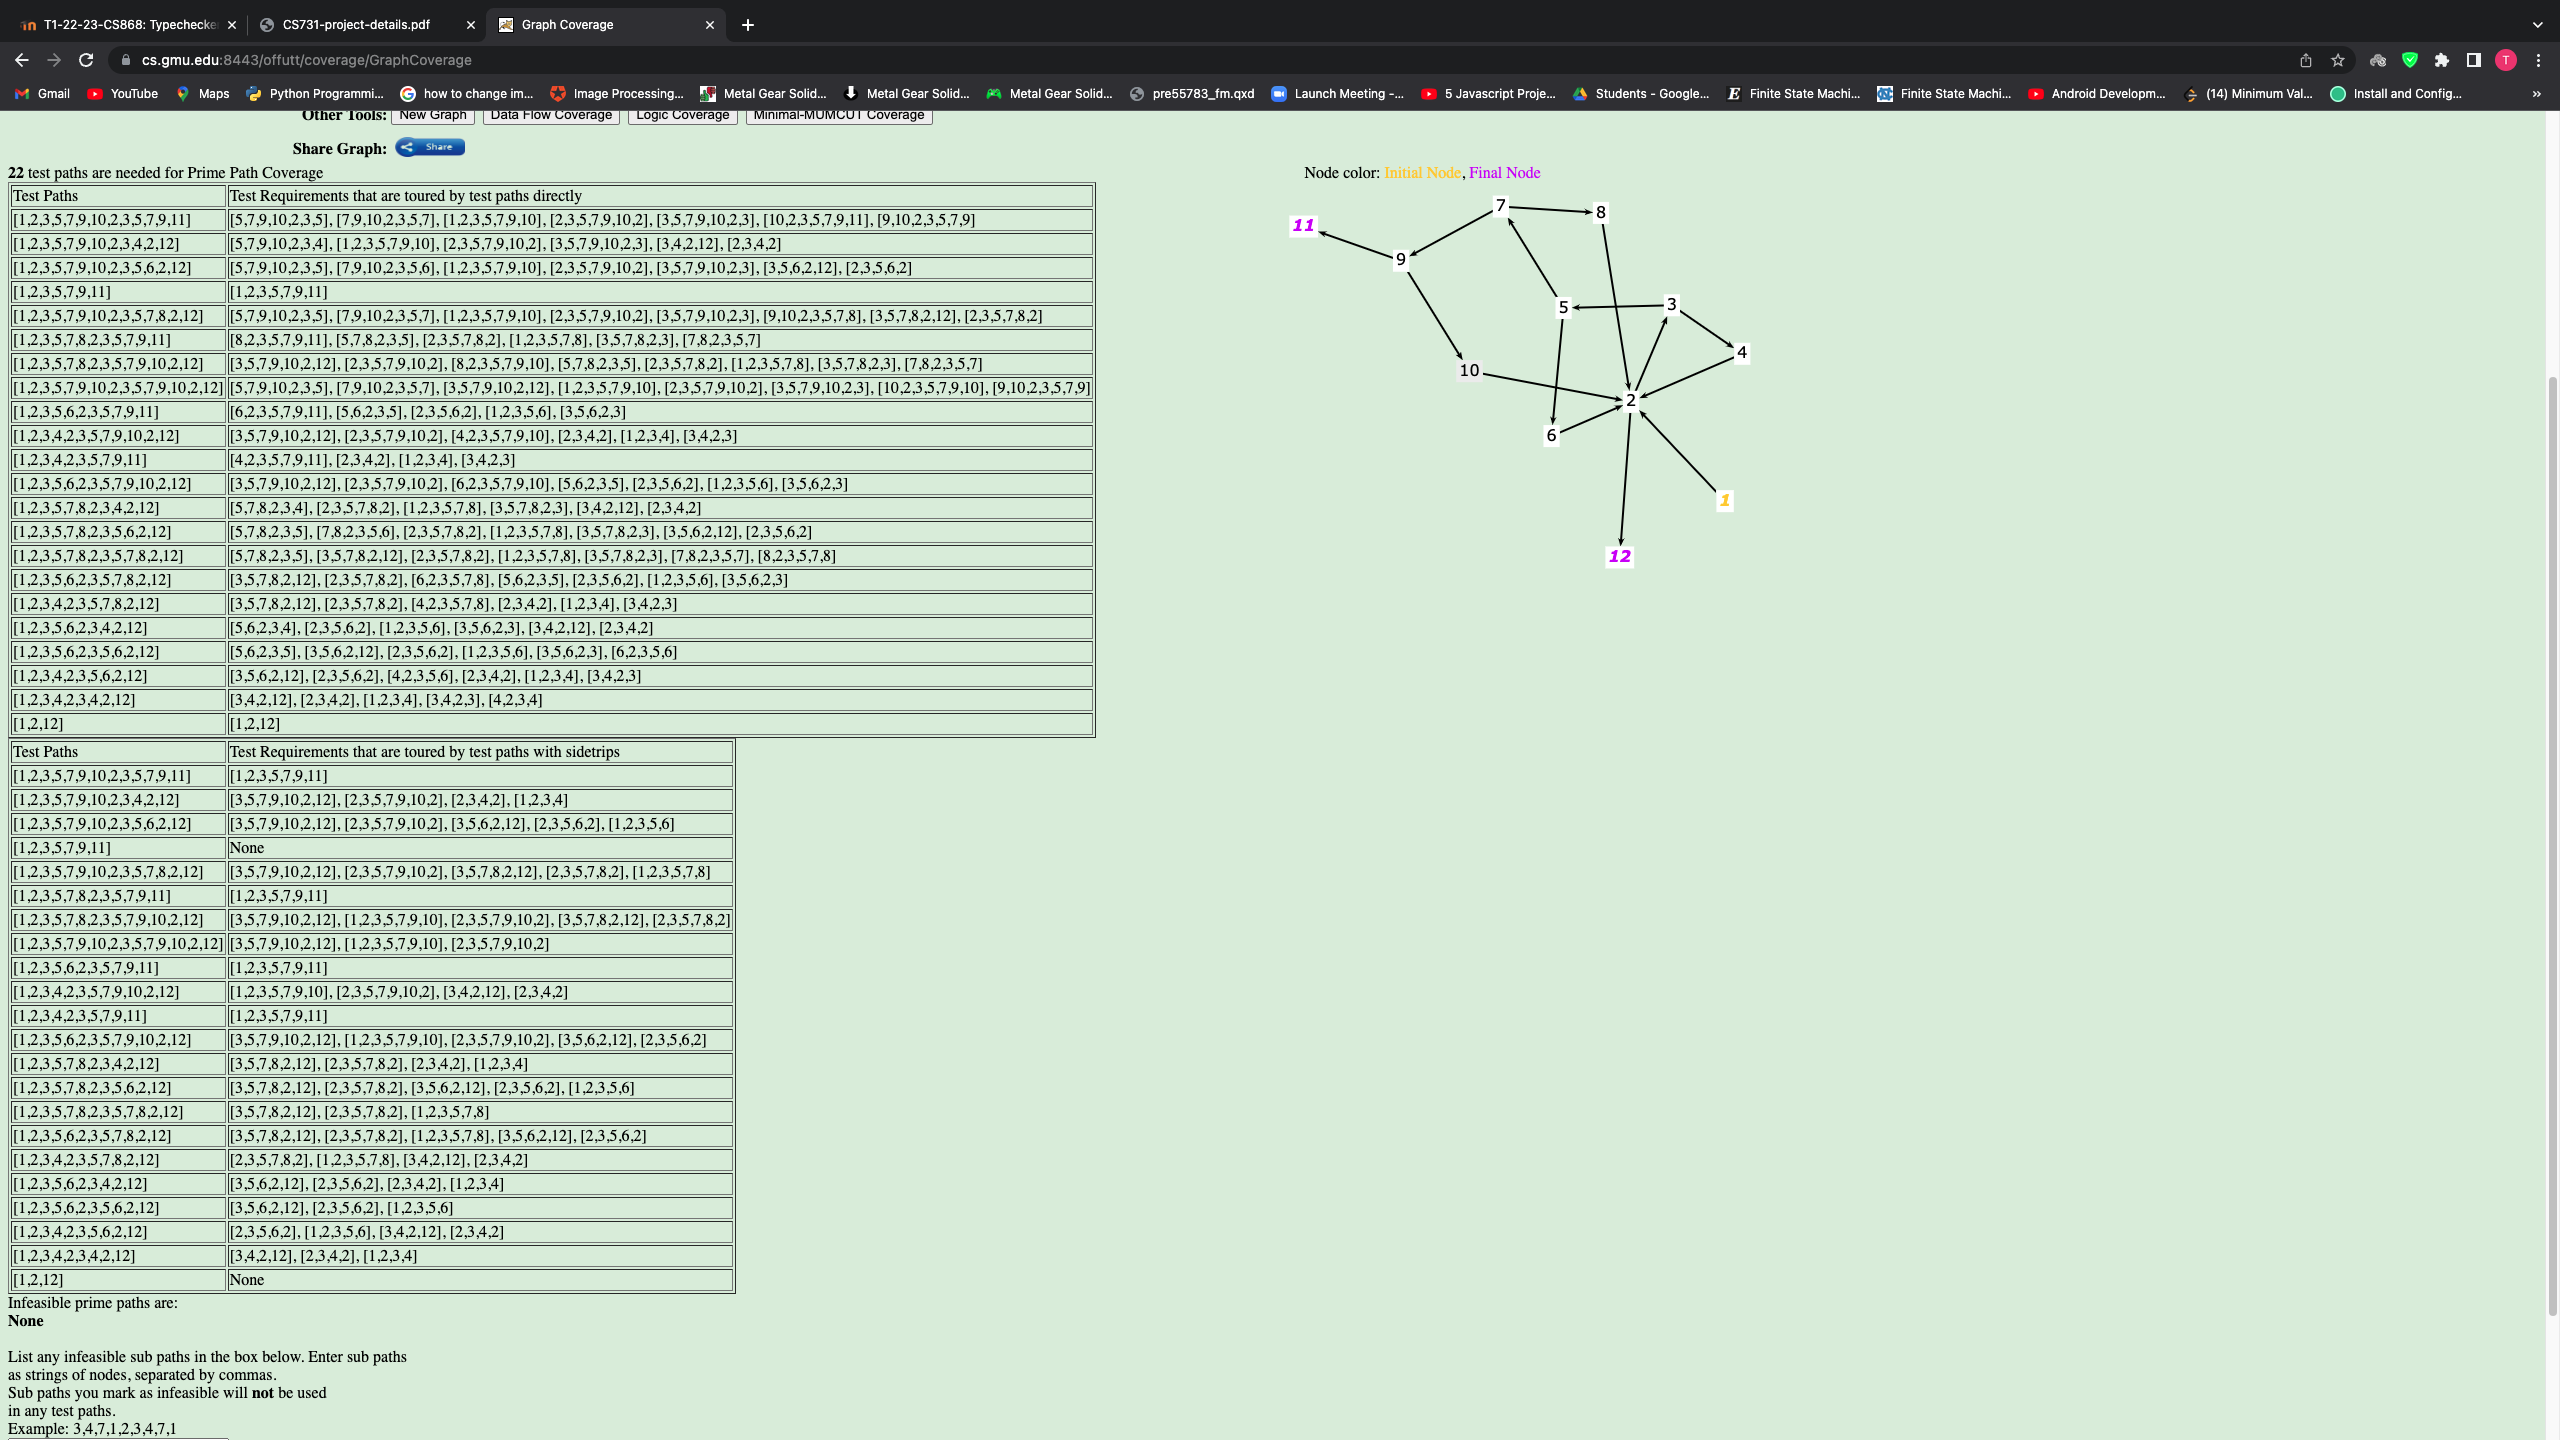 T1-22-23-CS868: Typechecke
CS731-project-details.pdf
Graph Coverage
cs.gmu.edu:8443/offutt/coverage/GraphCoverage
T
Gmail YouTube Maps Python Programmi... how to change im... Image Processing... Metal Gear Solid... Metal Gear Solid... Metal Gear Solid... pre55783_fm.qxd Launch Meeting -... 5 Javascript Proje... Students - Google... Finite State Machi... Finite State Machi... Android Developm... (14) Minimum Val... Install and Config... »
Other Tools: New Graph Data Flow Coverage Logic Coverage Minimal-MUMCUT Coverage
Share Graph: Share
22 test paths are needed for Prime Path Coverage
Test Paths Test Requirements that are toured by test paths directly
[1,2,3,5,7,9,10,2,3,5,7,9,11] [5,7,9,10,2,3,5], [7,9,10,2,3,5,7], [1,2,3,5,7,9,10], [2,3,5,7,9,10,2], [3,5,7,9,10,2,3], [10,2,3,5,7,9,11], [9,10,2,3,5,7,9]
[1,2,3,5,7,9,10,2,3,4,2,12] [5,7,9,10,2,3,4], [1,2,3,5,7,9,10], [2,3,5,7,9,10,2], [3,5,7,9,10,2,3], [3,4,2,12], [2,3,4,2]
[1,2,3,5,7,9,10,2,3,5,6,2,12] [5,7,9,10,2,3,5], [7,9,10,2,3,5,6], [1,2,3,5,7,9,10], [2,3,5,7,9,10,2], [3,5,7,9,10,2,3], [3,5,6,2,12], [2,3,5,6,2]
[1,2,3,5,7,9,11] [1,2,3,5,7,9,11]
[1,2,3,5,7,9,10,2,3,5,7,8,2,12] [5,7,9,10,2,3,5], [7,9,10,2,3,5,7], [1,2,3,5,7,9,10], [2,3,5,7,9,10,2], [3,5,7,9,10,2,3], [9,10,2,3,5,7,8], [3,5,7,8,2,12], [2,3,5,7,8,2]
[1,2,3,5,7,8,2,3,5,7,9,11] [8,2,3,5,7,9,11], [5,7,8,2,3,5], [2,3,5,7,8,2], [1,2,3,5,7,8], [3,5,7,8,2,3], [7,8,2,3,5,7]
[1,2,3,5,7,8,2,3,5,7,9,10,2,12] [3,5,7,9,10,2,12], [2,3,5,7,9,10,2], [8,2,3,5,7,9,10], [5,7,8,2,3,5], [2,3,5,7,8,2], [1,2,3,5,7,8], [3,5,7,8,2,3], [7,8,2,3,5,7]
[1,2,3,5,7,9,10,2,3,5,7,9,10,2,12] [5,7,9,10,2,3,5], [7,9,10,2,3,5,7], [3,5,7,9,10,2,12], [1,2,3,5,7,9,10], [2,3,5,7,9,10,2], [3,5,7,9,10,2,3], [10,2,3,5,7,9,10], [9,10,2,3,5,7,9]
[1,2,3,5,6,2,3,5,7,9,11] [6,2,3,5,7,9,11], [5,6,2,3,5], [2,3,5,6,2], [1,2,3,5,6], [3,5,6,2,3]
[1,2,3,4,2,3,5,7,9,10,2,12] [3,5,7,9,10,2,12], [2,3,5,7,9,10,2], [4,2,3,5,7,9,10], [2,3,4,2], [1,2,3,4], [3,4,2,3]
[1,2,3,4,2,3,5,7,9,11] [4,2,3,5,7,9,11], [2,3,4,2], [1,2,3,4], [3,4,2,3]
[1,2,3,5,6,2,3,5,7,9,10,2,12] [3,5,7,9,10,2,12], [2,3,5,7,9,10,2], [6,2,3,5,7,9,10], [5,6,2,3,5], [2,3,5,6,2], [1,2,3,5,6], [3,5,6,2,3]
[1,2,3,5,7,8,2,3,4,2,12] [5,7,8,2,3,4], [2,3,5,7,8,2], [1,2,3,5,7,8], [3,5,7,8,2,3], [3,4,2,12], [2,3,4,2]
[1,2,3,5,7,8,2,3,5,6,2,12] [5,7,8,2,3,5], [7,8,2,3,5,6], [2,3,5,7,8,2], [1,2,3,5,7,8], [3,5,7,8,2,3], [3,5,6,2,12], [2,3,5,6,2]
[1,2,3,5,7,8,2,3,5,7,8,2,12] [5,7,8,2,3,5], [3,5,7,8,2,12], [2,3,5,7,8,2], [1,2,3,5,7,8], [3,5,7,8,2,3], [7,8,2,3,5,7], [8,2,3,5,7,8]
[1,2,3,5,6,2,3,5,7,8,2,12] [3,5,7,8,2,12], [2,3,5,7,8,2], [6,2,3,5,7,8], [5,6,2,3,5], [2,3,5,6,2], [1,2,3,5,6], [3,5,6,2,3]
[1,2,3,4,2,3,5,7,8,2,12] [3,5,7,8,2,12], [2,3,5,7,8,2], [4,2,3,5,7,8], [2,3,4,2], [1,2,3,4], [3,4,2,3]
[1,2,3,5,6,2,3,4,2,12] [5,6,2,3,4], [2,3,5,6,2], [1,2,3,5,6], [3,5,6,2,3], [3,4,2,12], [2,3,4,2]
[1,2,3,5,6,2,3,5,6,2,12] [5,6,2,3,5], [3,5,6,2,12], [2,3,5,6,2], [1,2,3,5,6], [3,5,6,2,3], [6,2,3,5,6]
[1,2,3,4,2,3,5,6,2,12] [3,5,6,2,12], [2,3,5,6,2], [4,2,3,5,6], [2,3,4,2], [1,2,3,4], [3,4,2,3]
[1,2,3,4,2,3,4,2,12] [3,4,2,12], [2,3,4,2], [1,2,3,4], [3,4,2,3], [4,2,3,4]
[1,2,12] [1,2,12]
Test Paths Test Requirements that are toured by test paths with sidetrips
[1,2,3,5,7,9,10,2,3,5,7,9,11] [1,2,3,5,7,9,11]
[1,2,3,5,7,9,10,2,3,4,2,12] [3,5,7,9,10,2,12], [2,3,5,7,9,10,2], [2,3,4,2], [1,2,3,4]
[1,2,3,5,7,9,10,2,3,5,6,2,12] [3,5,7,9,10,2,12], [2,3,5,7,9,10,2], [3,5,6,2,12], [2,3,5,6,2], [1,2,3,5,6]
[1,2,3,5,7,9,11] None
[1,2,3,5,7,9,10,2,3,5,7,8,2,12] [3,5,7,9,10,2,12], [2,3,5,7,9,10,2], [3,5,7,8,2,12], [2,3,5,7,8,2], [1,2,3,5,7,8]
[1,2,3,5,7,8,2,3,5,7,9,11] [1,2,3,5,7,9,11]
[1,2,3,5,7,8,2,3,5,7,9,10,2,12] [3,5,7,9,10,2,12], [1,2,3,5,7,9,10], [2,3,5,7,9,10,2], [3,5,7,8,2,12], [2,3,5,7,8,2]
[1,2,3,5,7,9,10,2,3,5,7,9,10,2,12] [3,5,7,9,10,2,12], [1,2,3,5,7,9,10], [2,3,5,7,9,10,2]
[1,2,3,5,6,2,3,5,7,9,11] [1,2,3,5,7,9,11]
[1,2,3,4,2,3,5,7,9,10,2,12] [1,2,3,5,7,9,10], [2,3,5,7,9,10,2], [3,4,2,12], [2,3,4,2]
[1,2,3,4,2,3,5,7,9,11] [1,2,3,5,7,9,11]
[1,2,3,5,6,2,3,5,7,9,10,2,12] [3,5,7,9,10,2,12], [1,2,3,5,7,9,10], [2,3,5,7,9,10,2], [3,5,6,2,12], [2,3,5,6,2]
[1,2,3,5,7,8,2,3,4,2,12] [3,5,7,8,2,12], [2,3,5,7,8,2], [2,3,4,2], [1,2,3,4]
[1,2,3,5,7,8,2,3,5,6,2,12] [3,5,7,8,2,12], [2,3,5,7,8,2], [3,5,6,2,12], [2,3,5,6,2], [1,2,3,5,6]
[1,2,3,5,7,8,2,3,5,7,8,2,12] [3,5,7,8,2,12], [2,3,5,7,8,2], [1,2,3,5,7,8]
[1,2,3,5,6,2,3,5,7,8,2,12] [3,5,7,8,2,12], [2,3,5,7,8,2], [1,2,3,5,7,8], [3,5,6,2,12], [2,3,5,6,2]
[1,2,3,4,2,3,5,7,8,2,12] [2,3,5,7,8,2], [1,2,3,5,7,8], [3,4,2,12], [2,3,4,2]
[1,2,3,5,6,2,3,4,2,12] [3,5,6,2,12], [2,3,5,6,2], [2,3,4,2], [1,2,3,4]
[1,2,3,5,6,2,3,5,6,2,12] [3,5,6,2,12], [2,3,5,6,2], [1,2,3,5,6]
[1,2,3,4,2,3,5,6,2,12] [2,3,5,6,2], [1,2,3,5,6], [3,4,2,12], [2,3,4,2]
[1,2,3,4,2,3,4,2,12] [3,4,2,12], [2,3,4,2], [1,2,3,4]
[1,2,12] None
Infeasible prime paths are:
None
List any infeasible sub paths in the box below. Enter sub paths
as strings of nodes, separated by commas.
Sub paths you mark as infeasible will not be used
in any test paths.
Example: 3,4,7,1,2,3,4,7,1
Node color: Initial Node, Final Node
7
8
11
9
5
3
4
10
2
6
1
12